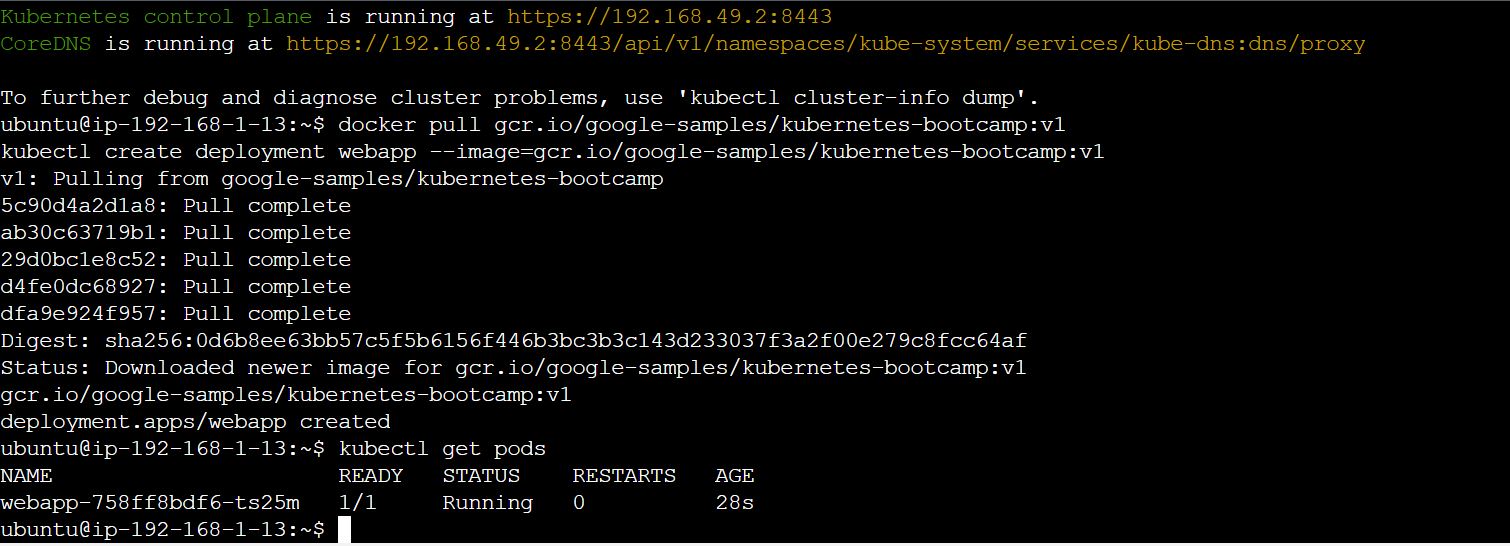 Kubernetes control plane is running at https://192.168.49.2:8443
CoreDNS is running at https://192.168.49.2:8443/api/v1/namespaces/kube-system/services/kube-dns:dns/proxy
To further debug and diagnose cluster problems, use 'kubectl cluster-info dump'.
ubuntu@ip-192-168-1-13:~$ docker pull gcr.io/google-samples/kubernetes-bootcamp:v1
kubectl create deployment webapp --image=gcr.io/google-samples/kubernetes-bootcamp:v1
v1: Pulling from google-samples/kubernetes-bootcamp
5c90d4a2d1a8: Pull complete
ab30c63719b1: Pull complete
29d0bc1e8c52: Pull complete
d4fe0dc68927: Pull complete
dfa9e924f957: Pull complete
Digest: sha256:0d6b8ee63bb57c5f5b6156f446b3bc3b3c143d233037f3a2f00e279c8fcc64af
Status: Downloaded newer image for gcr.io/google-samples/kubernetes-bootcamp:v1
gcr.io/google-samples/kubernetes-bootcamp:v1
deployment.apps/webapp created
ubuntu@ip-192-168-1-13:~$ kubectl get pods
NAME READY STATUS RESTARTS AGE
webapp-758ff8bdf6-ts25m 1/1 Running 0 28s
ubuntu@ip-192-168-1-13:~$